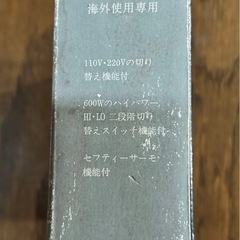 海外使用専用
110V･220Vの切り
替え機能付
600Wのハイパワー
HI･LO 二段階切り
替えスイッチ機能付
セフティーサーモ
機能付